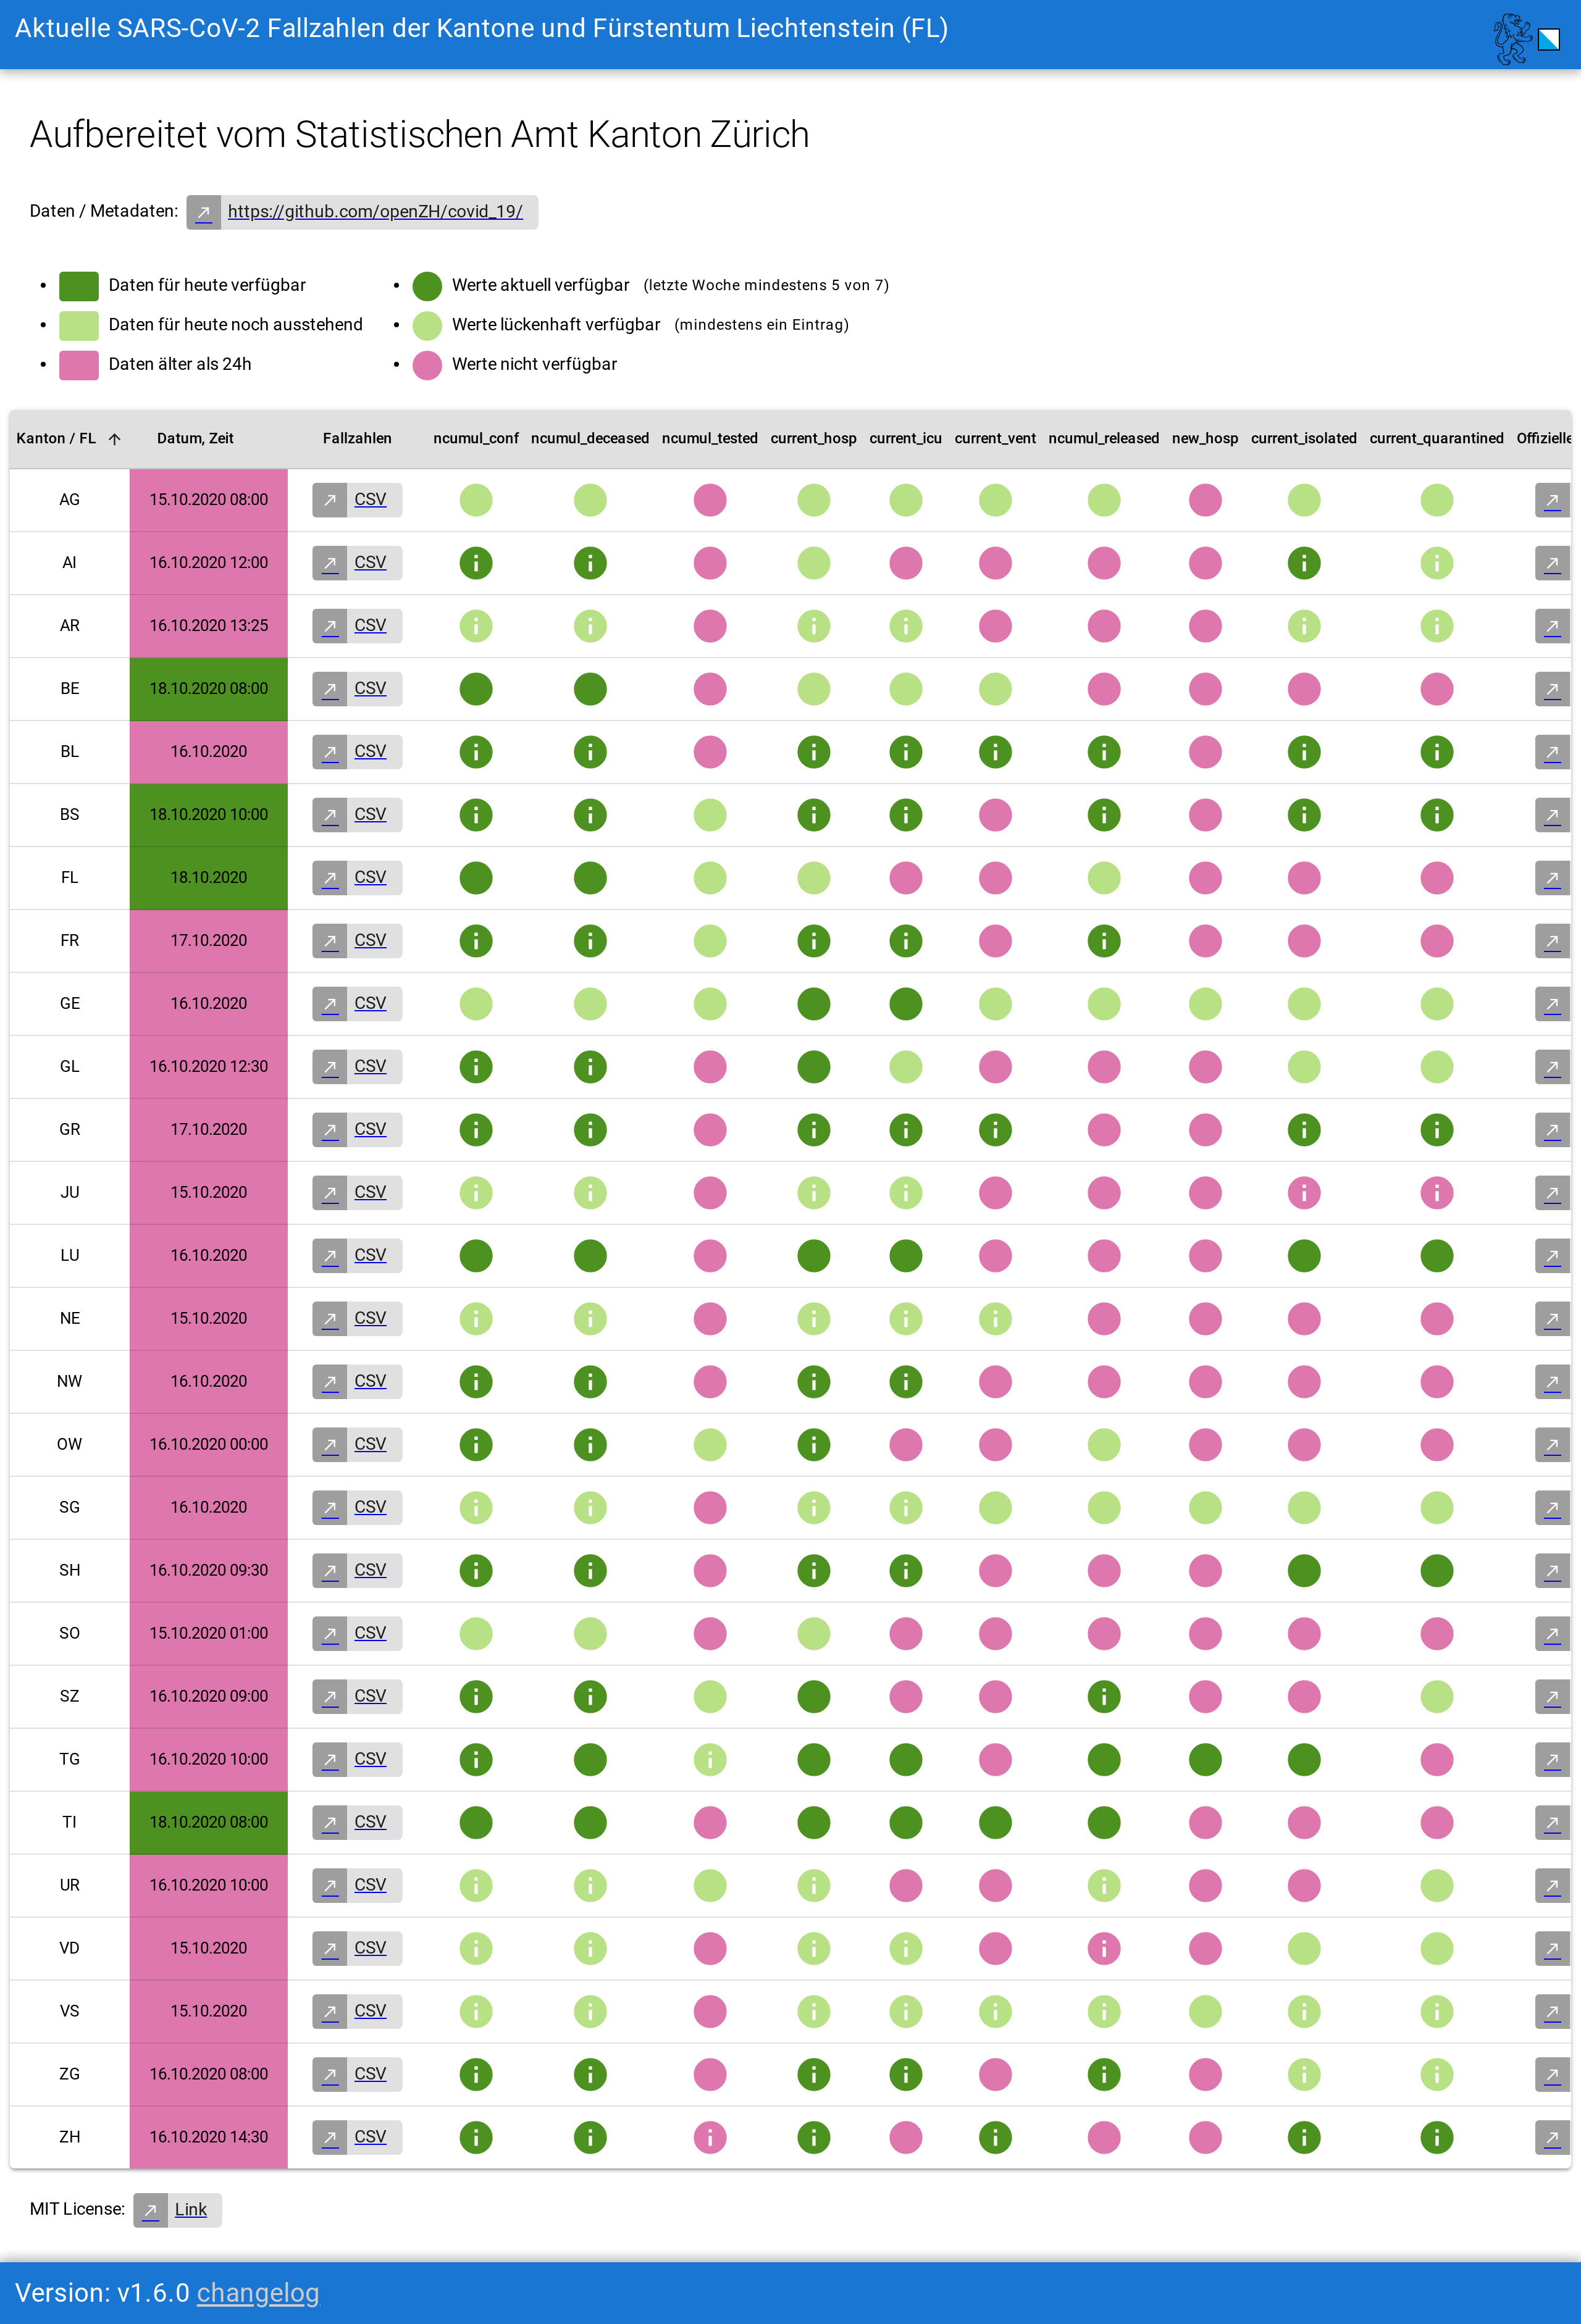 Aktuelle SARS-CoV-2 Fallzahlen der Kantone und Fürstentum Liechtenstein (FL)
Aufbereitet vom Statistischen Amt Kanton Zürich
Daten / Metadaten: https://github.com/openZH/covid_19/
Daten für heute verfügbar
Daten für heute noch ausstehend
Daten älter als 24h
Werte aktuell verfügbar (letzte Woche mindestens 5 von 7)
Werte lückenhaft verfügbar (mindestens ein Eintrag)
Werte nicht verfügbar
Kanton / FL Datum, Zeit Fallzahlen ncumul_conf ncumul_deceased ncumul_tested current_hosp current_icu current_vent ncumul_released new_hosp current_isolated current_quarantined Offizielle
AG 15.10.2020 08:00 CSV
AI 16.10.2020 12:00 CSV
AR 16.10.2020 13:25 CSV
BE 18.10.2020 08:00 CSV
BL 16.10.2020 CSV
BS 18.10.2020 10:00 CSV
FL 18.10.2020 CSV
FR 17.10.2020 CSV
GE 16.10.2020 CSV
GL 16.10.2020 12:30 CSV
GR 17.10.2020 CSV
JU 15.10.2020 CSV
LU 16.10.2020 CSV
NE 15.10.2020 CSV
NW 16.10.2020 CSV
OW 16.10.2020 00:00 CSV
SG 16.10.2020 CSV
SH 16.10.2020 09:30 CSV
SO 15.10.2020 01:00 CSV
SZ 16.10.2020 09:00 CSV
TG 16.10.2020 10:00 CSV
TI 18.10.2020 08:00 CSV
UR 16.10.2020 10:00 CSV
VD 15.10.2020 CSV
VS 15.10.2020 CSV
ZG 16.10.2020 08:00 CSV
ZH 16.10.2020 14:30 CSV
MIT License: Link
Version: v1.6.0 changelog